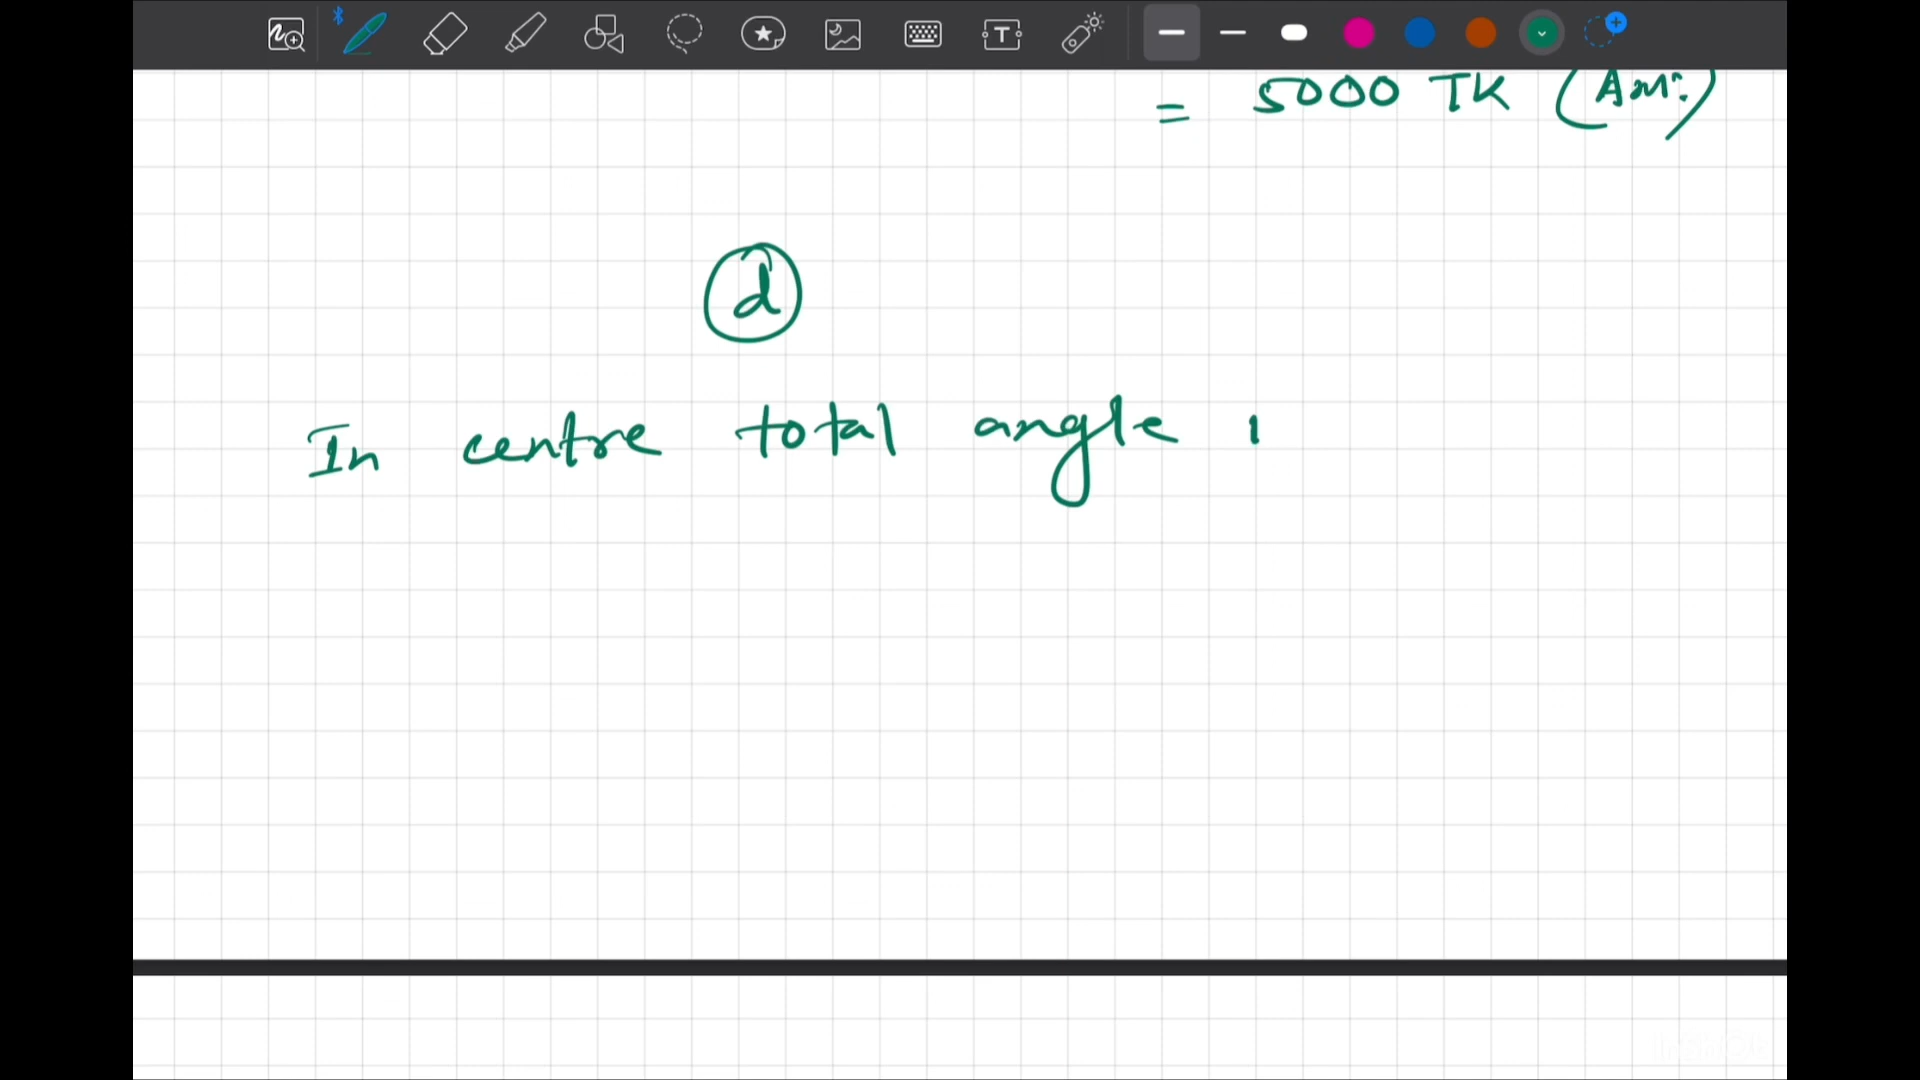 = 5000 TK (Ans:)
d
In centre total angle